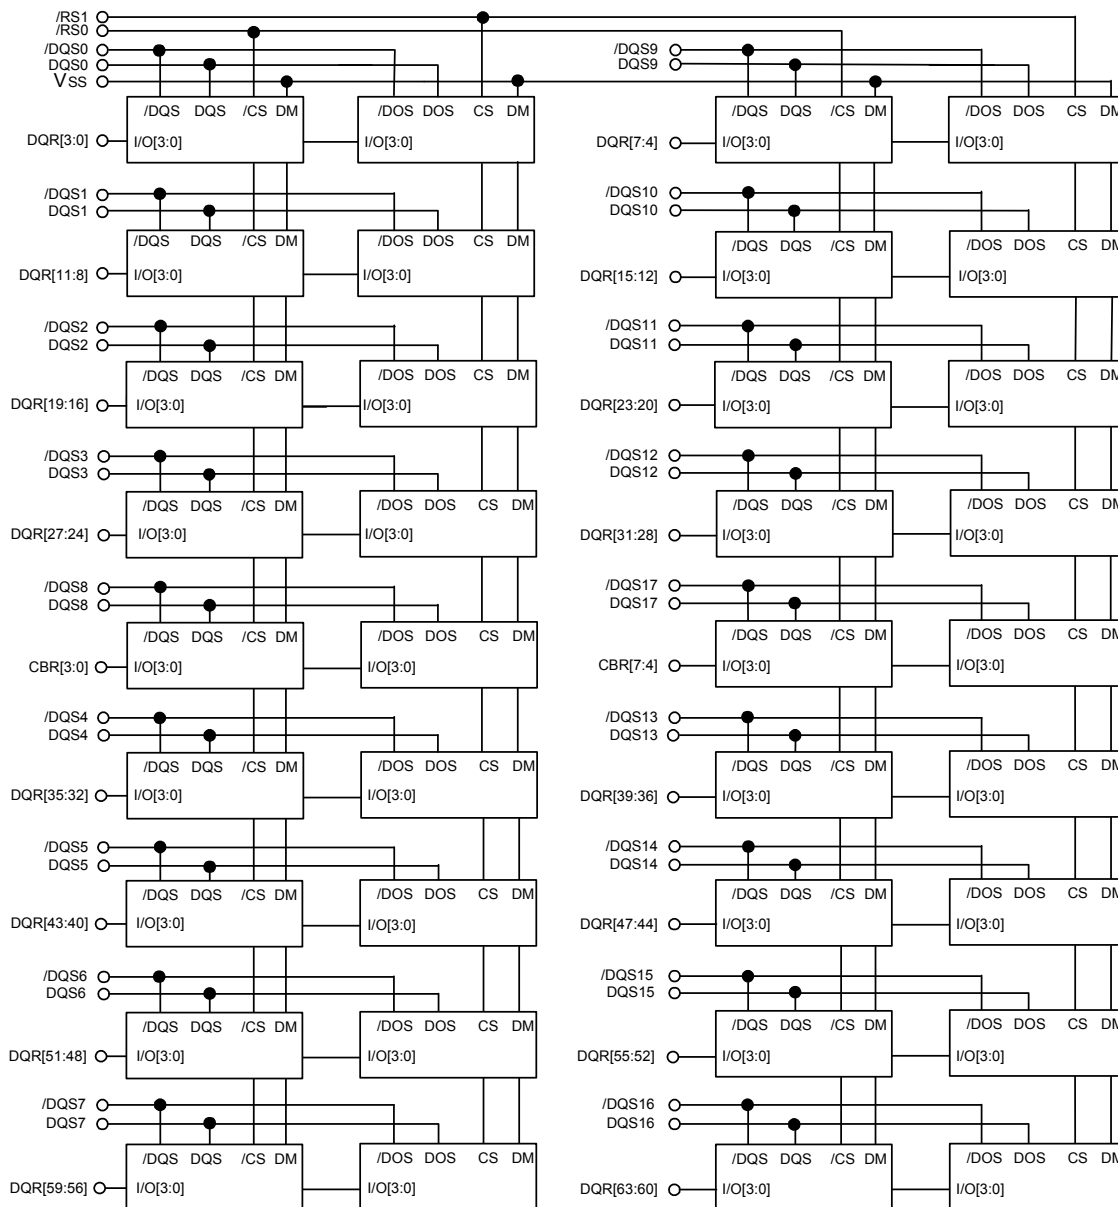 /RS1
/RS0
/DQS0 /DQS9
DQS0 DQS9
VSS
/DQS DQS /CS DM /DOS DOS CS DM /DQS DQS /CS DM /DOS DOS CS DM
DQR[3:0] I/O[3:0] I/O[3:0] DQR[7:4] I/O[3:0] I/O[3:0]
/DQS1 /DQS10
DQS1 DQS10
/DQS DQS /CS DM /DOS DOS CS DM /DQS DQS /CS DM /DOS DOS CS DM
DQR[11:8] I/O[3:0] I/O[3:0] DQR[15:12] I/O[3:0] I/O[3:0]
/DQS2 /DQS11
DQS2 DQS11
/DQS DQS /CS DM /DOS DOS CS DM /DQS DQS /CS DM /DOS DOS CS DM
DQR[19:16] I/O[3:0] I/O[3:0] DQR[23:20] I/O[3:0] I/O[3:0]
/DQS3 /DQS12
DQS3 DQS12
/DQS DQS /CS DM /DOS DOS CS DM /DQS DQS /CS DM /DOS DOS CS DM
DQR[27:24] I/O[3:0] I/O[3:0] DQR[31:28] I/O[3:0] I/O[3:0]
/DQS8 /DQS17
DQS8 DQS17
/DQS DQS /CS DM /DOS DOS CS DM /DQS DQS /CS DM /DOS DOS CS DM
CBR[3:0] I/O[3:0] I/O[3:0] CBR[7:4] I/O[3:0] I/O[3:0]
/DQS4 /DQS13
DQS4 DQS13
/DQS DQS /CS DM /DOS DOS CS DM /DQS DQS /CS DM /DOS DOS CS DM
DQR[35:32] I/O[3:0] I/O[3:0] DQR[39:36] I/O[3:0] I/O[3:0]
/DQS5 /DQS14
DQS5 DQS14
/DQS DQS /CS DM /DOS DOS CS DM /DQS DQS /CS DM /DOS DOS CS DM
DQR[43:40] I/O[3:0] I/O[3:0] DQR[47:44] I/O[3:0] I/O[3:0]
/DQS6 /DQS15
DQS6 DQS15
/DQS DQS /CS DM /DOS DOS CS DM /DQS DQS /CS DM /DOS DOS CS DM
DQR[51:48] I/O[3:0] I/O[3:0] DQR[55:52] I/O[3:0] I/O[3:0]
/DQS7 /DQS16
DQS7 DQS16
/DQS DQS /CS DM /DOS DOS CS DM /DQS DQS /CS DM /DOS DOS CS DM
DQR[59:56] I/O[3:0] I/O[3:0] DQR[63:60] I/O[3:0] I/O[3:0]